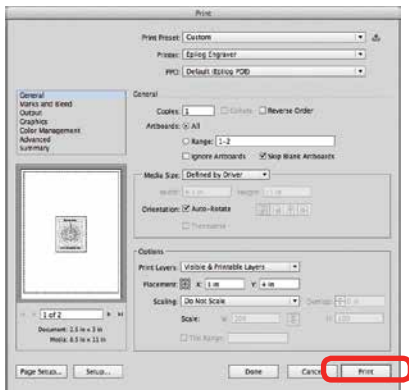 Print
Print Preset: Custom
Printer: Epilog Engraver
PPD: Default (Epilog PDE)
General
Marks and Bleed
Output
Graphics
Color Management
Advanced
Summary
General
Copies: 1 Collate Reverse Order
Artboards: All
Range: 1-2
Ignore Artboards Skip Blank Artboards
Media Size: Defined by Driver
Width: Height:
Orientation: Auto-Rotate
Transverse
Options
Print Layers: Visible & Printable Layers
Placement: X: 1 in Y: 4 in
Scaling: Do Not Scale Overlap:
Scale: W: 100 H: 100
Tile Range:
1 of 2
Document: 2.5 in x 3 in
Media: 8.5 in x 11 in
Page Setup... Setup... Done Cancel Print